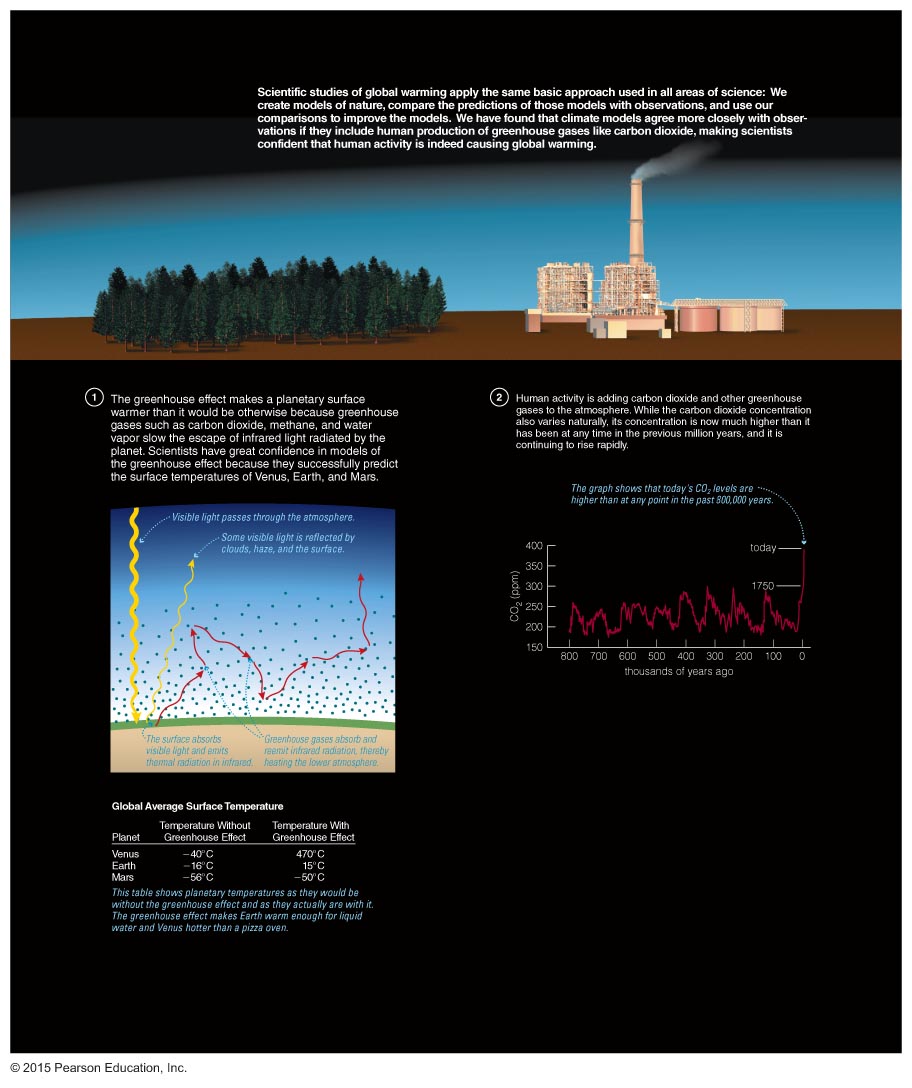 Scientific studies of global warming apply the same basic approach used in all areas of science: We
create models of nature, compare the predictions of those models with observations, and use our
comparisons to improve the models. We have found that climate models agree more closely with obser-
vations if they include human production of greenhouse gases like carbon dioxide, making scientists
confident that human activity is indeed causing global warming.
1
The greenhouse effect makes a planetary surface
warmer than it would be otherwise because greenhouse
gases such as carbon dioxide, methane, and water
vapor slow the escape of infrared light radiated by the
planet. Scientists have great confidence in models of
the greenhouse effect because they successfully predict
the surface temperatures of Venus, Earth, and Mars.
Visible light passes through the atmosphere.
Some visible light is reflected by
clouds, haze, and the surface.
The surface absorbs
visible light and emits
thermal radiation in infrared.
Greenhouse gases absorb and
reemit infrared radiation, thereby
heating the lower atmosphere.
Global Average Surface Temperature
Planet Temperature Without Greenhouse Effect Temperature With Greenhouse Effect
Venus −40°C 470°C
Earth −16°C 15°C
Mars −56°C −50°C
This table shows planetary temperatures as they would be
without the greenhouse effect and as they actually are with it.
The greenhouse effect makes Earth warm enough for liquid
water and Venus hotter than a pizza oven.
2
Human activity is adding carbon dioxide and other greenhouse
gases to the atmosphere. While the carbon dioxide concentration
also varies naturally, its concentration is now much higher than it
has been at any time in the previous million years, and it is
continuing to rise rapidly.
The graph shows that today's CO₂ levels are
higher than at any point in the past 800,000 years.
400
350
300
250
200
150
CO₂ (ppm)
today
1750
800 700 600 500 400 300 200 100 0
thousands of years ago
© 2015 Pearson Education, Inc.